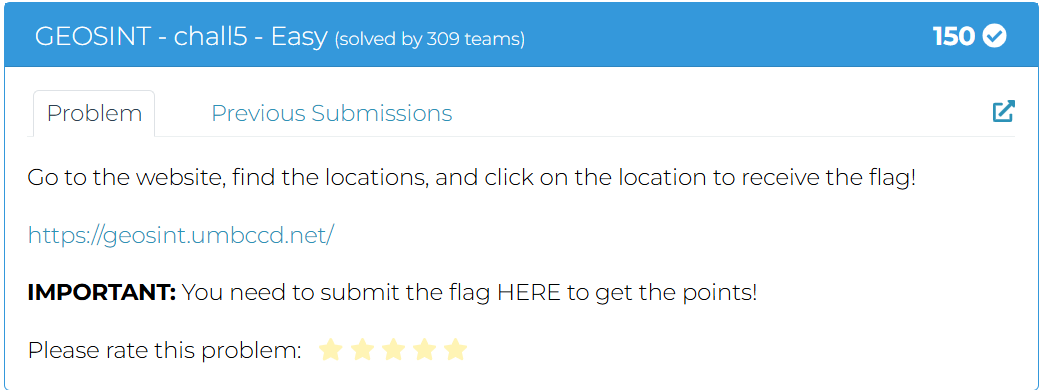 GEOSINT - chall5 - Easy (solved by 309 teams) 150
Problem Previous Submissions
Go to the website, find the locations, and click on the location to receive the flag!
https://geosint.umbccd.net/
IMPORTANT: You need to submit the flag HERE to get the points!
Please rate this problem: